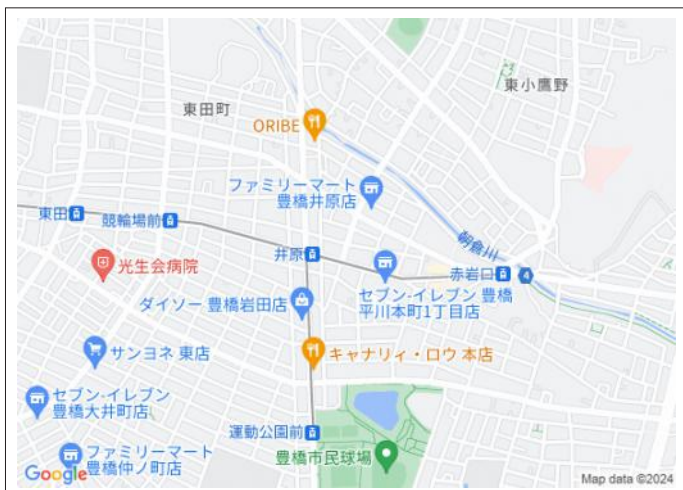 東田町
東小鷹野
ORIBE
ファミリーマート
豊橋井原店
東田
競輪場前
朝倉川
井原
赤岩口
4
光生会病院
セブン-イレブン 豊橋
平川本町1丁目店
ダイソー 豊橋岩田店
サンヨネ 東店
キャナリィ・ロウ 本店
セブン-イレブン
豊橋大井町店
運動公園前
豊橋市民球場
ファミリーマート
豊橋仲ノ町店
Google
Map data ©2024